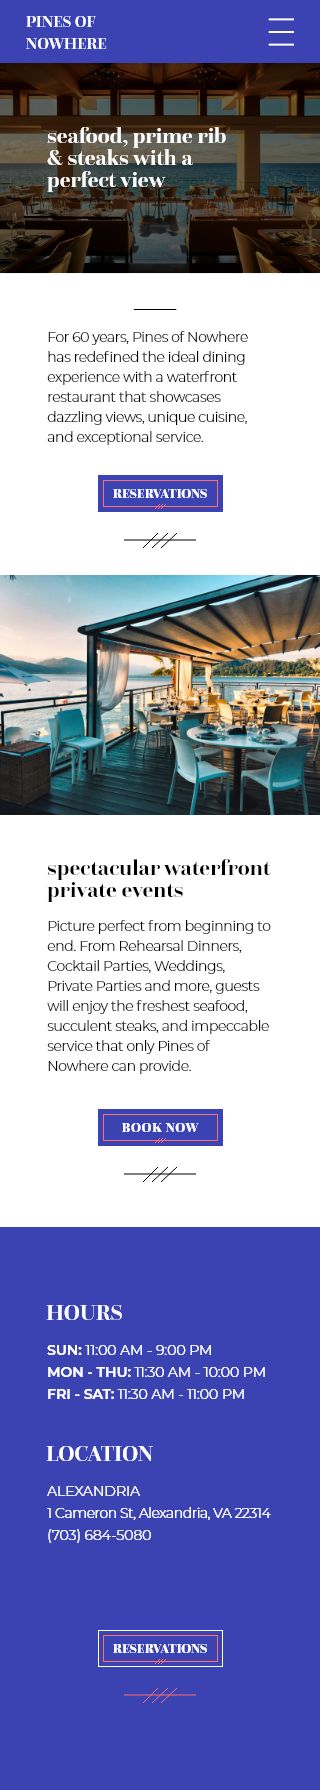 PINES OF
NOWHERE
seafood, prime rib
& steaks with a
perfect view
For 60 years, Pines of Nowhere
has redefined the ideal dining
experience with a waterfront
restaurant that showcases
dazzling views, unique cuisine,
and exceptional service.
RESERVATIONS
spectacular waterfront
private events
Picture perfect from beginning to
end. From Rehearsal Dinners,
Cocktail Parties, Weddings,
Private Parties and more, guests
will enjoy the freshest seafood,
succulent steaks, and impeccable
service that only Pines of
Nowhere can provide.
BOOK NOW
HOURS
SUN: 11:00 AM - 9:00 PM
MON - THU: 11:30 AM - 10:00 PM
FRI - SAT: 11:30 AM - 11:00 PM
LOCATION
ALEXANDRIA
1 Cameron St, Alexandria, VA 22314
(703) 684-5080
RESERVATIONS